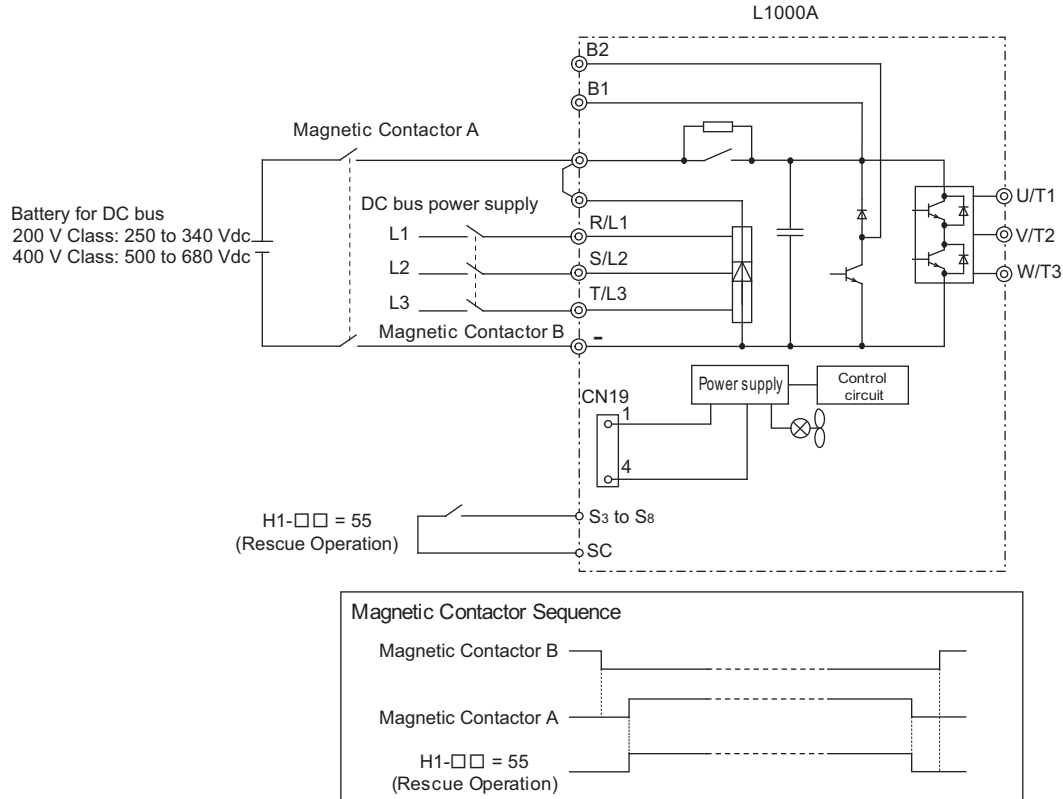 L1000A
B2
B1
Magnetic Contactor A
DC bus power supply
Battery for DC bus
200 V Class: 250 to 340 Vdc
400 V Class: 500 to 680 Vdc
L1
R/L1
L2
S/L2
L3
T/L3
Magnetic Contactor B
-
U/T1
V/T2
W/T3
Power supply
Control
circuit
CN19
1
4
H1-□□ = 55
(Rescue Operation)
S3 to S8
SC
Magnetic Contactor Sequence
Magnetic Contactor B
Magnetic Contactor A
H1-□□ = 55
(Rescue Operation)